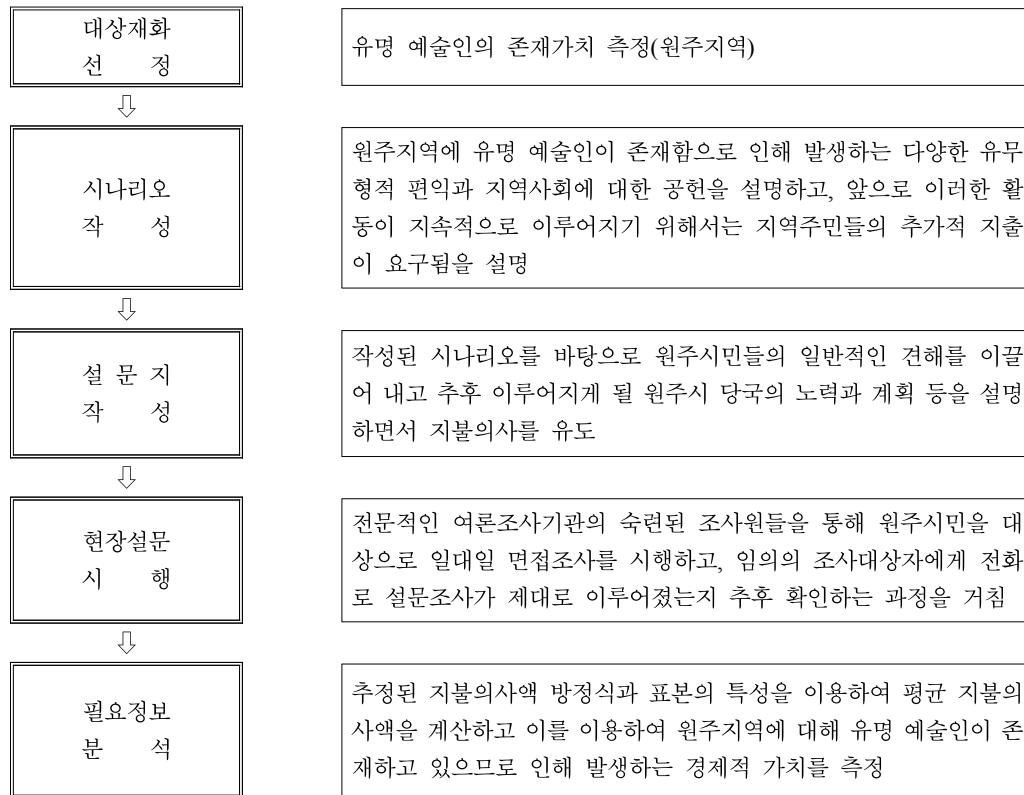 대상재화
선 정
유명 예술인의 존재가치 측정(원주지역)
⇩
시나리오
작 성
원주지역에 유명 예술인이 존재함으로 인해 발생하는 다양한 유무
형적 편익과 지역사회에 대한 공헌을 설명하고, 앞으로 이러한 활
동이 지속적으로 이루어지기 위해서는 지역주민들의 추가적 지출
이 요구됨을 설명
⇩
설 문 지
작 성
작성된 시나리오를 바탕으로 원주시민들의 일반적인 견해를 이끌
어 내고 추후 이루어지게 될 원주시 당국의 노력과 계획 등을 설명
하면서 지불의사를 유도
⇩
현장설문
시 행
전문적인 여론조사기관의 숙련된 조사원들을 통해 원주시민을 대
상으로 일대일 면접조사를 시행하고, 임의의 조사대상자에게 전화
로 설문조사가 제대로 이루어졌는지 추후 확인하는 과정을 거침
⇩
필요정보
분 석
추정된 지불의사액 방정식과 표본의 특성을 이용하여 평균 지불의
사액을 계산하고 이를 이용하여 원주지역에 대해 유명 예술인이 존
재하고 있으므로 인해 발생하는 경제적 가치를 측정